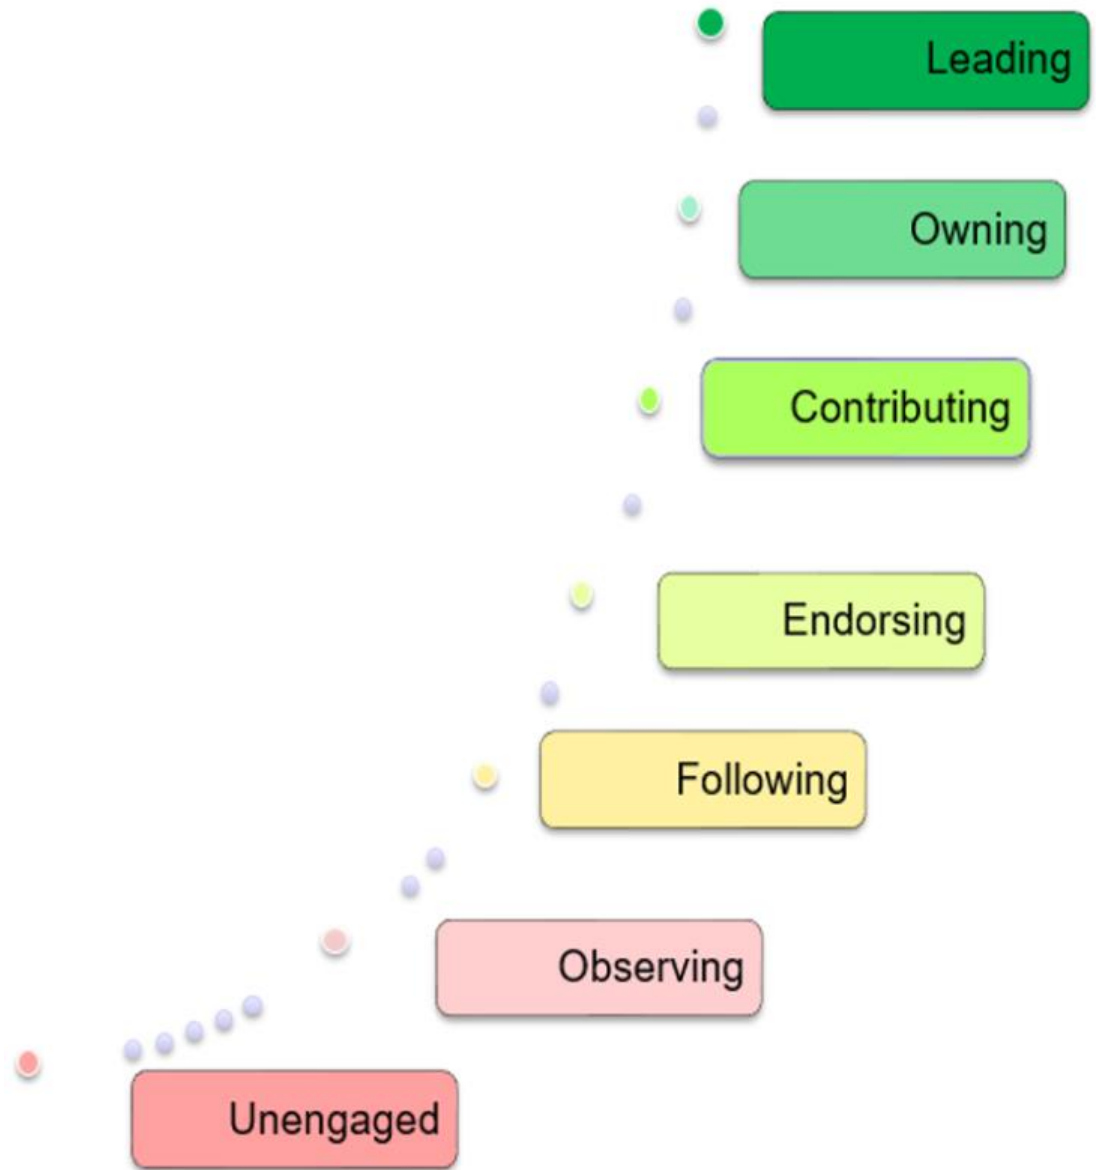 Leading
Owning
Contributing
Endorsing
Following
Observing
Unengaged